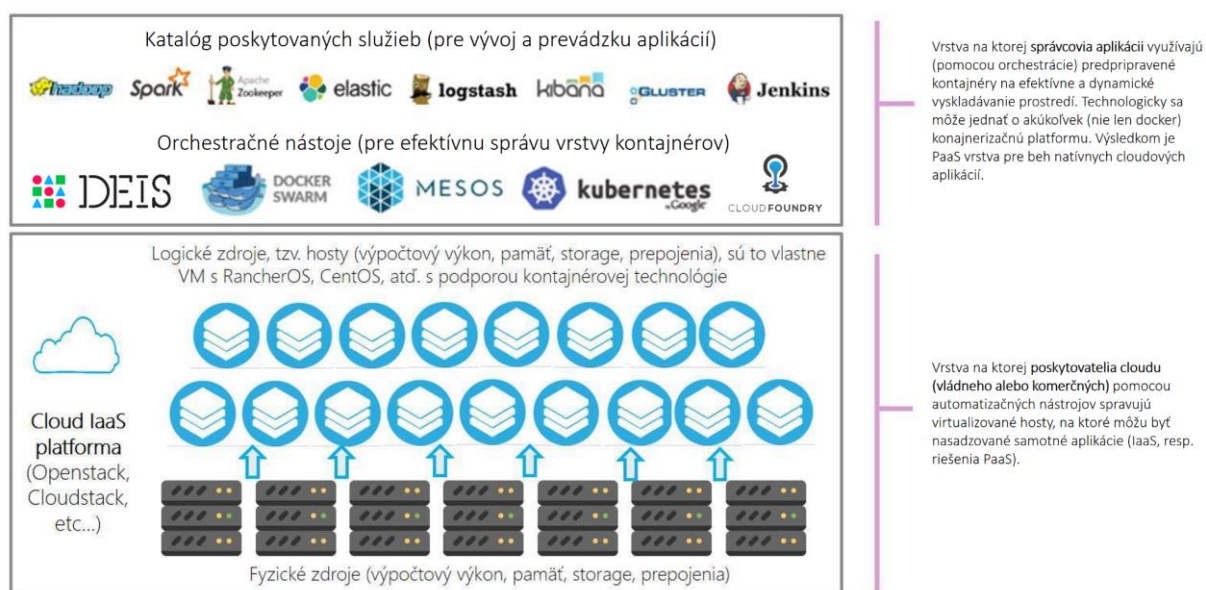 Katalóg poskytovaných služieb (pre vývoj a prevádzku aplikácií)
hadoop Spark Apache Zookeeper elastic logstash kibana GLUSTER Jenkins
Orchestračné nástoje (pre efektívnu správu vrstvy kontajnérov)
DEIS DOCKER SWARM MESOS kubernetes by Google CLOUDFOUNDRY
Vrstva na ktorej správcovia aplikácii využívajú
(pomocou orchestrácie) predpripravené
kontajnéry na efektívne a dynamické
vyskladávanie prostredí. Technologicky sa
môže jednať o akúkoľvek (nie len docker)
konajnerizačnú platformu. Výsledkom je
PaaS vrstva pre beh natívnych cloudových
aplikácií.
Logické zdroje, tzv. hosty (výpočtový výkon, pamäť, storage, prepojenia), sú to vlastne
VM s RancherOS, CentOS, atď. s podporou kontajnérovej technológie
Cloud IaaS
platforma
(Openstack,
Cloudstack,
etc...)
Fyzické zdroje (výpočtový výkon, pamäť, storage, prepojenia)
Vrstva na ktorej poskytovatelia cloudu
(vládneho alebo komerčných) pomocou
automatizačných nástrojov spravujú
virtualizované hosty, na ktoré môžu byť
nasadzované samotné aplikácie (IaaS, resp.
riešenia PaaS).